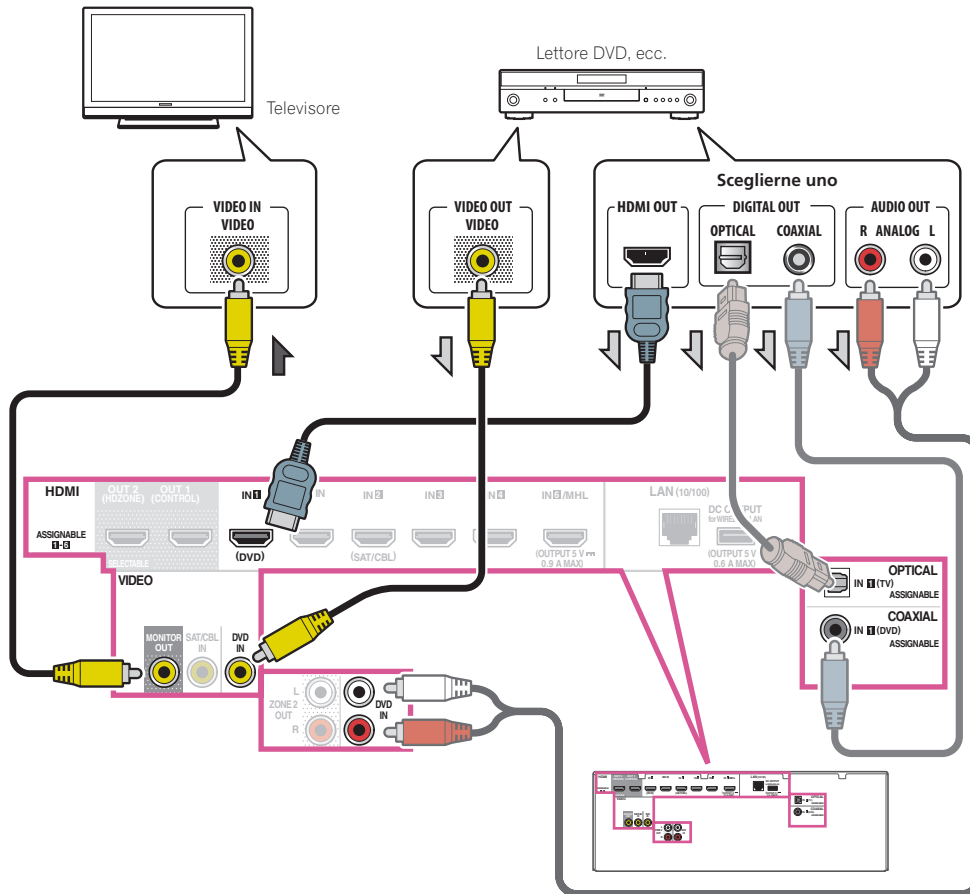 Lettore DVD, ecc.
Televisore
Sceglierne uno
VIDEO IN
VIDEO
VIDEO OUT
VIDEO
HDMI OUT
DIGITAL OUT
OPTICAL COAXIAL
AUDIO OUT
R ANALOG L
HDMI
ASSIGNABLE
1-6
OUT 2
(HDZONE)
OUT 1
(CONTROL)
SELECTABLE
IN 1
(DVD)
IN
IN 2
(SAT/CBL)
IN 3
IN 4
IN 6/MHL
(OUTPUT 5 V
0.9 A MAX)
LAN (10/100)
DC OUTPUT
(OUTPUT 5 V
0.6 A MAX)
OPTICAL
IN 1 (TV)
ASSIGNABLE
COAXIAL
IN 1 (DVD)
ASSIGNABLE
VIDEO
MONITOR
OUT
SAT/CBL
IN
DVD
IN
L
ZONE 2
OUT
R
DVD
IN